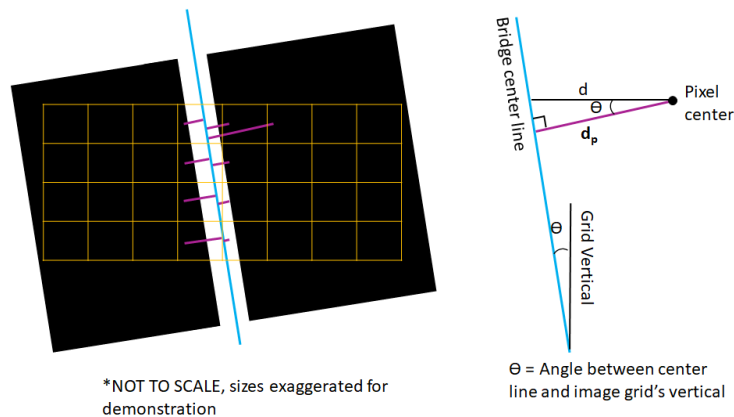 Bridge center line
d
ϴ
Pixel
center
dp
ϴ
Grid Vertical
*NOT TO SCALE, sizes exaggerated for
demonstration
ϴ = Angle between center
line and image grid's vertical